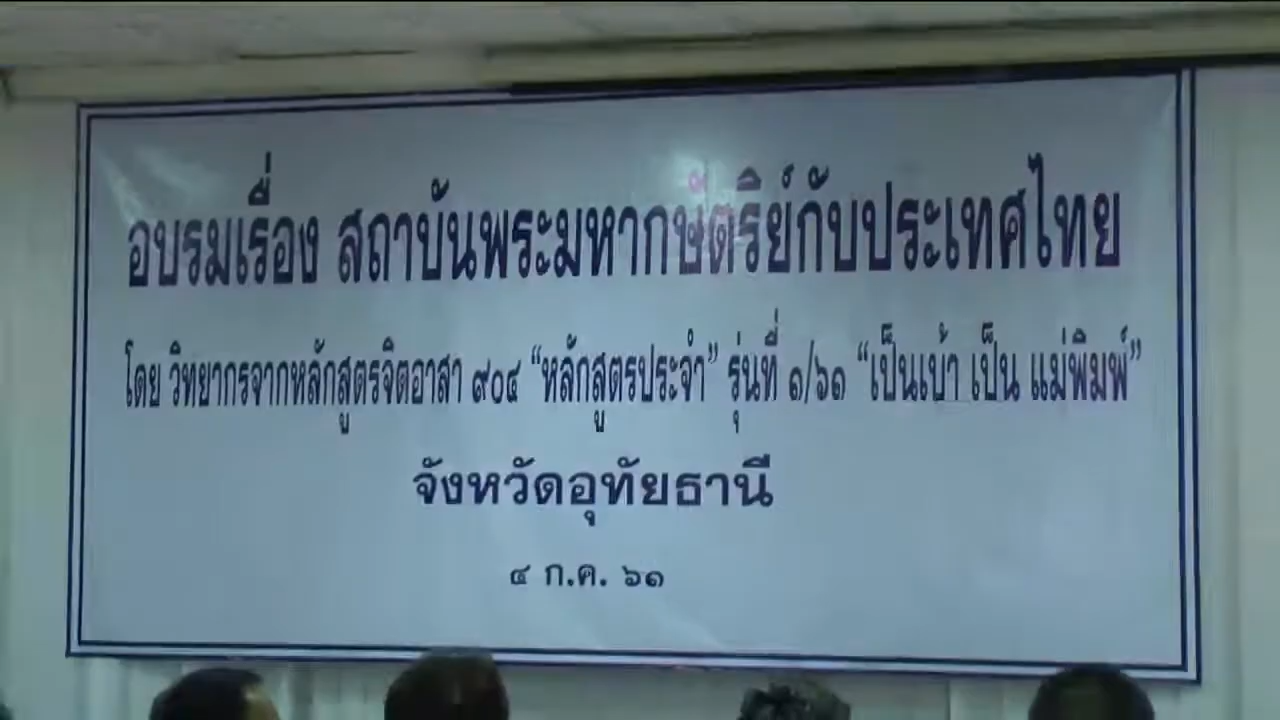 อบรมเรื่อง สถาบันพระมหากษัตริย์กับประเทศไทย
โดย วิทยากรจากหลักสูตรจิตอาสา ๙๐๔ “หลักสูตรประจำ” รุ่นที่ ๑/๖๑ “เป็นเบ้า เป็น แม่พิมพ์”
จังหวัดอุทัยธานี
๔ ก.ค. ๖๑